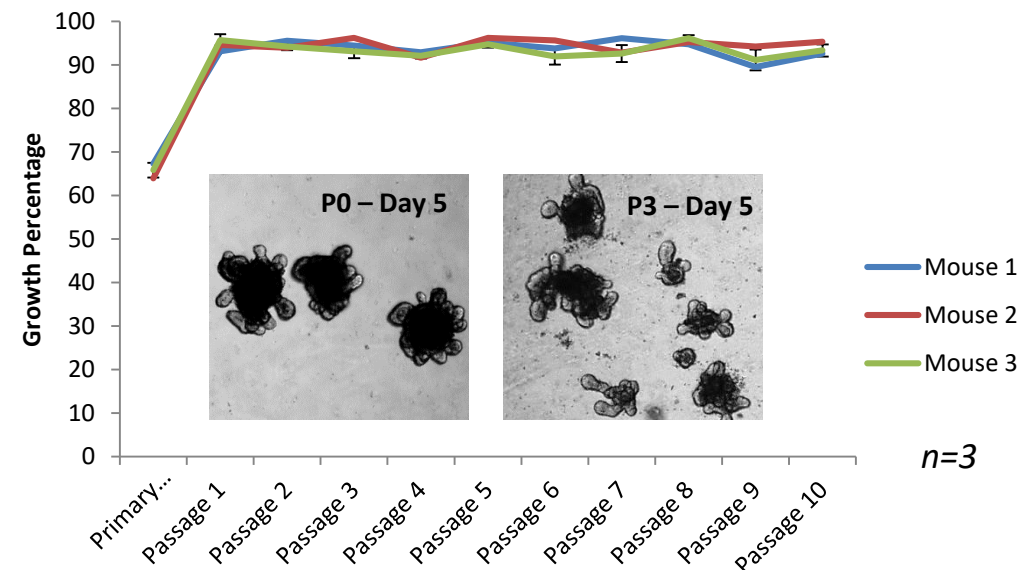 100
90
80
70
60
50
40
30
20
10
0
Growth Percentage
P0 – Day 5
P3 – Day 5
Mouse 1
Mouse 2
Mouse 3
n=3
Primary...
Passage 1
Passage 2
Passage 3
Passage 4
Passage 5
Passage 6
Passage 7
Passage 8
Passage 9
Passage 10